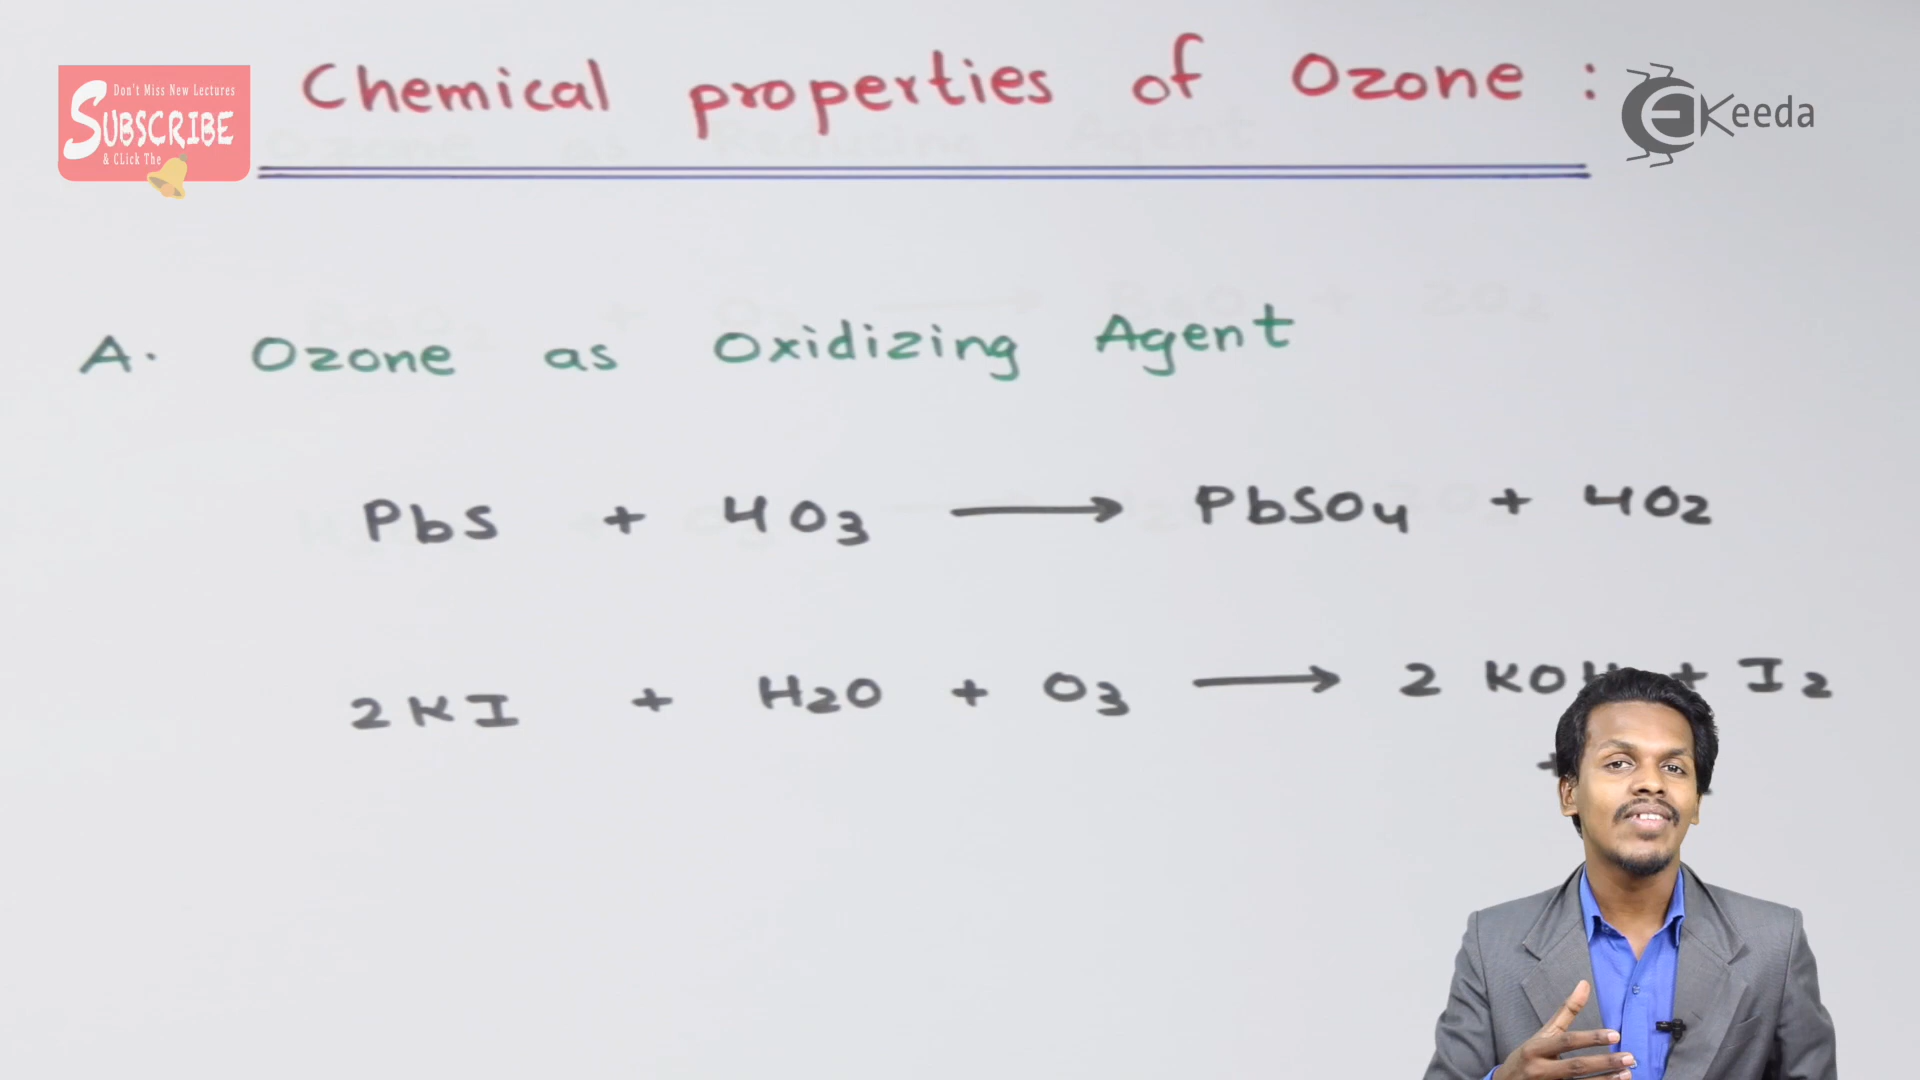 Chemical properties of Ozone :
Don't Miss New Lectures
SUBSCRIBE
& CLick The
EKeeda
A. Ozone as Oxidizing Agent
PbS + 4O3 → PbSO4 + 4O2
2KI + H2O + O3 → 2 KOH + I2
+